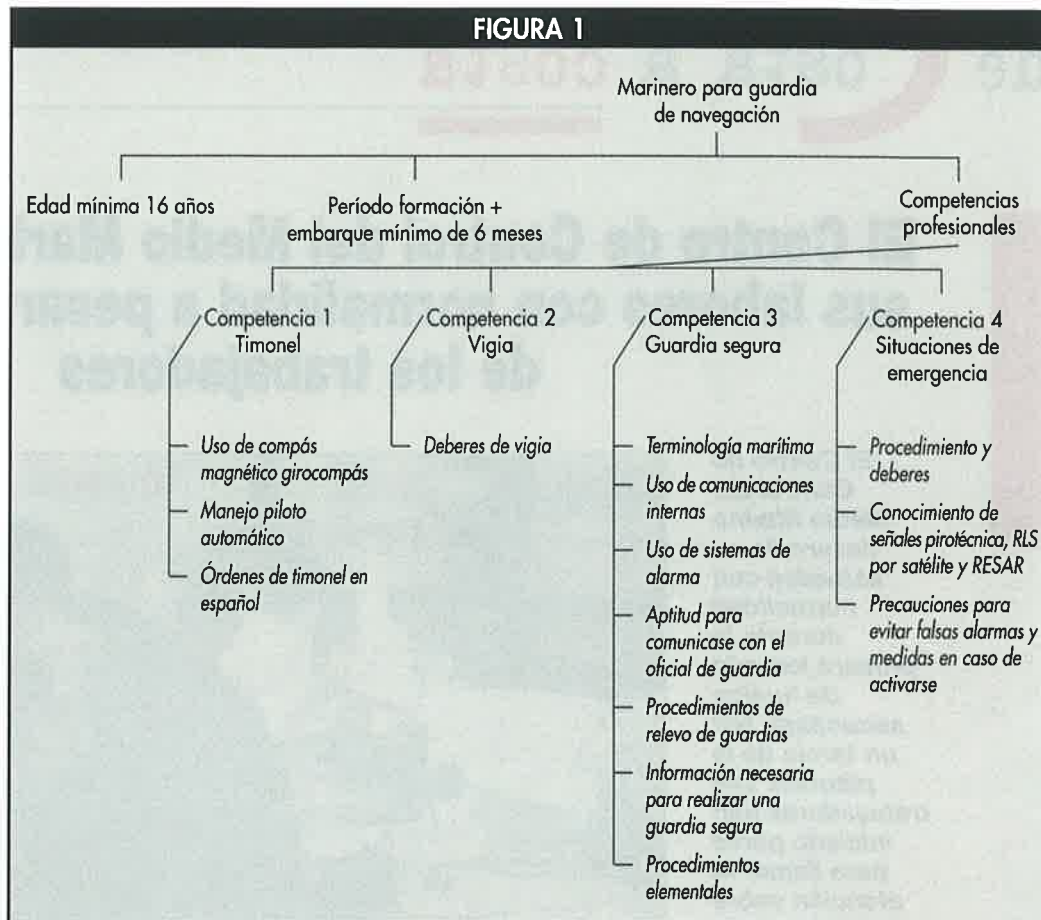 FIGURA 1
Marinero para guardia
de navegación
Edad mínima 16 años
Período formación +
embarque mínimo de 6 meses
Competencias
profesionales
Competencia 1
Timonel
Uso de compás
magnético girocompás
Manejo piloto
automático
Órdenes de timonel en
español
Competencia 2
Vigia
Deberes de vigia
Competencia 3
Guardia segura
Terminología marítima
Uso de comunicaciones
internas
Uso de sistemas de
alarma
Aptitud para
comunicase con el
oficial de guardia
Procedimientos de
relevo de guardias
Información necesaria
para realizar una
guardia segura
Procedimientos
elementales
Competencia 4
Situaciones de
emergencia
Procedimiento y
deberes
Conocimiento de
señales pirotécnica, RLS
por satélite y RESAR
Precauciones para
evitar falsas alarmas y
medidas en caso de
activarse